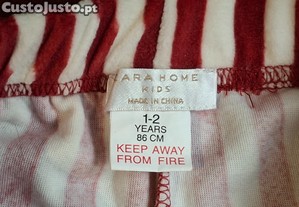 CustoJusto.pt
ZARA HOME
KIDS
MADE IN CHINA
1-2
YEARS
86 CM
KEEP AWAY
FROM FIRE